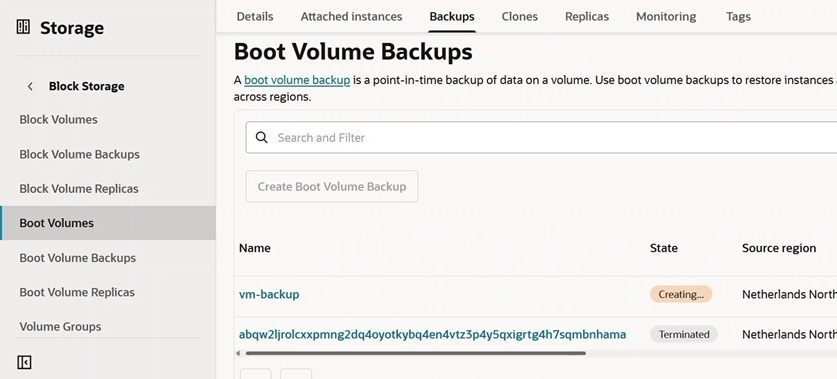 Storage
Block Storage
Block Volumes
Block Volume Backups
Block Volume Replicas
Boot Volumes
Boot Volume Backups
Boot Volume Replicas
Volume Groups
Details Attached instances Backups Clones Replicas Monitoring Tags
Boot Volume Backups
A boot volume backup is a point-in-time backup of data on a volume. Use boot volume backups to restore instances
across regions.
Search and Filter
Create Boot Volume Backup
Name State Source region
vm-backup Creating... Netherlands North
abqw2ljrolcxxpmng2dq4oyotkybq4en4vtz3p4y5qxigrtg4h7sqmbnhama Terminated Netherlands North